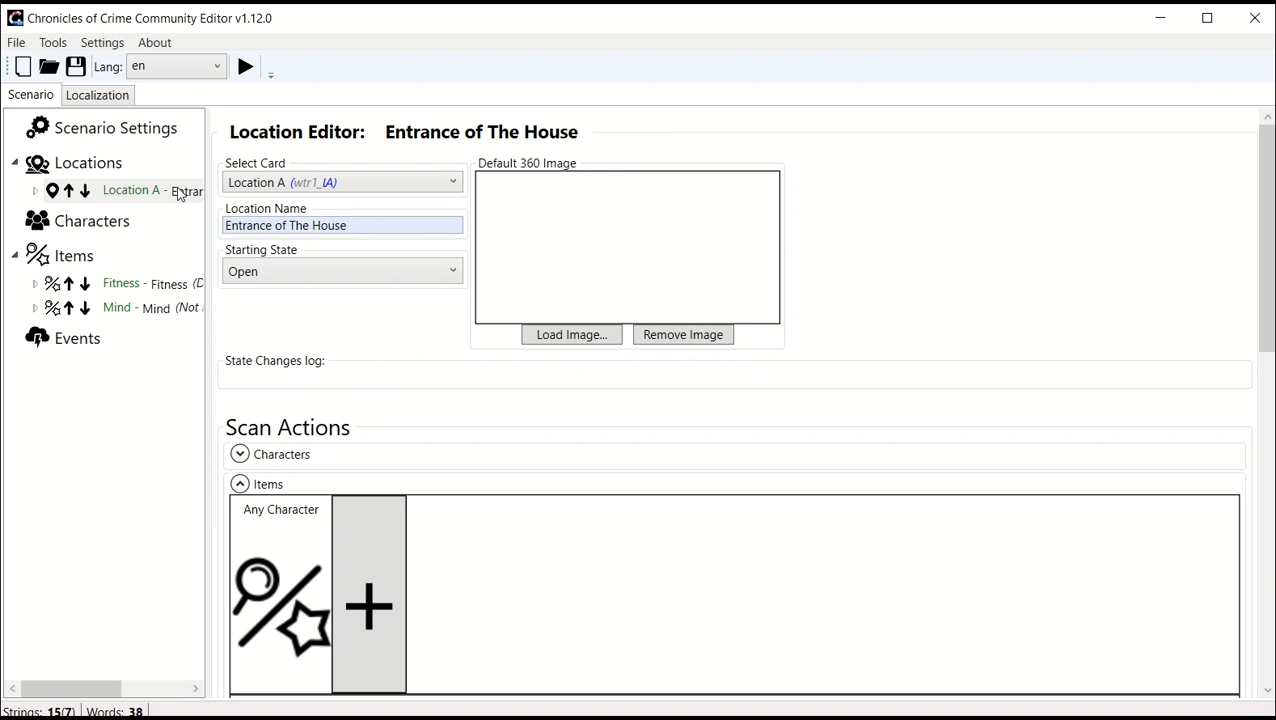 Chronicles of Crime Community Editor v1.12.0
File Tools Settings About
Lang: en
Scenario Localization
Scenario Settings
Locations
Location A - Entrar
Characters
Items
Fitness - Fitness (D
Mind - Mind (Not
Events
Location Editor: Entrance of The House
Select Card
Location A (wtr1_lA)
Location Name
Entrance of The House
Starting State
Open
Default 360 Image
Load Image... Remove Image
State Changes log:
Scan Actions
Characters
Items
Any Character
Strings: 15(7) Words: 38